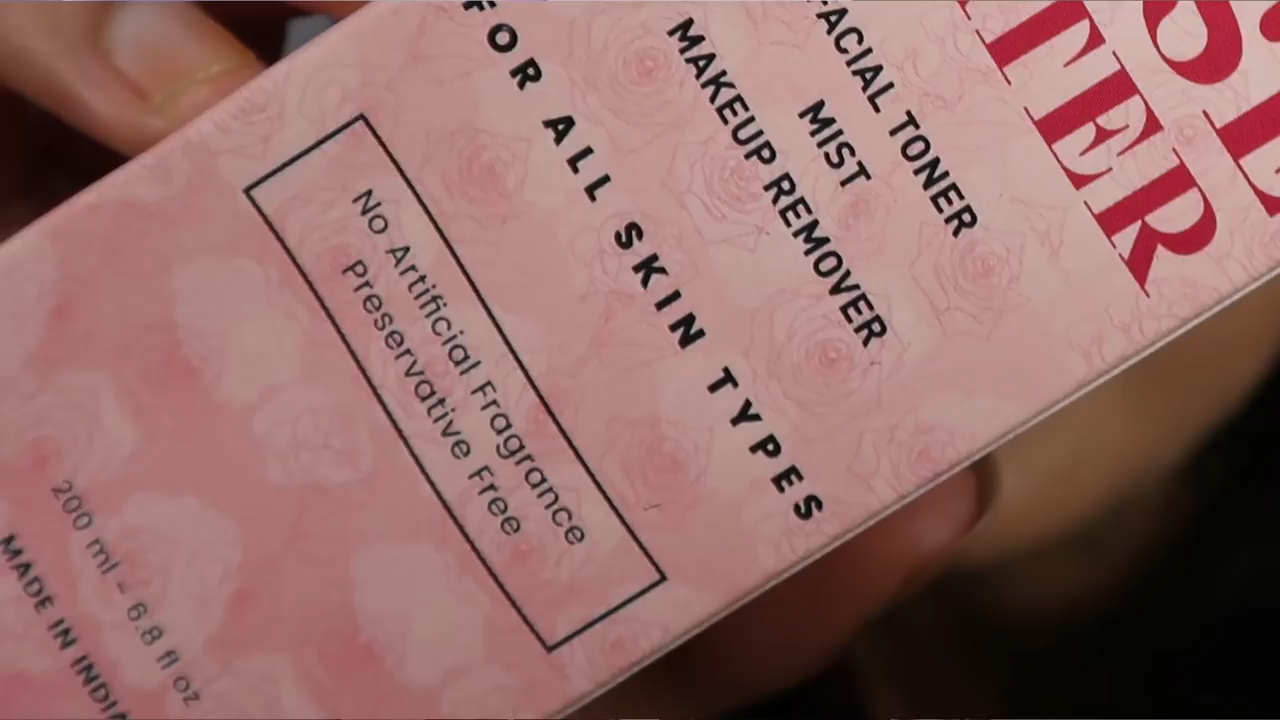 TER
FACIAL TONER
MIST
MAKEUP REMOVER
FOR ALL SKIN TYPES
No Artificial Fragrance
Preservative Free
200 ml - 6.8 fl oz
MADE IN INDIA